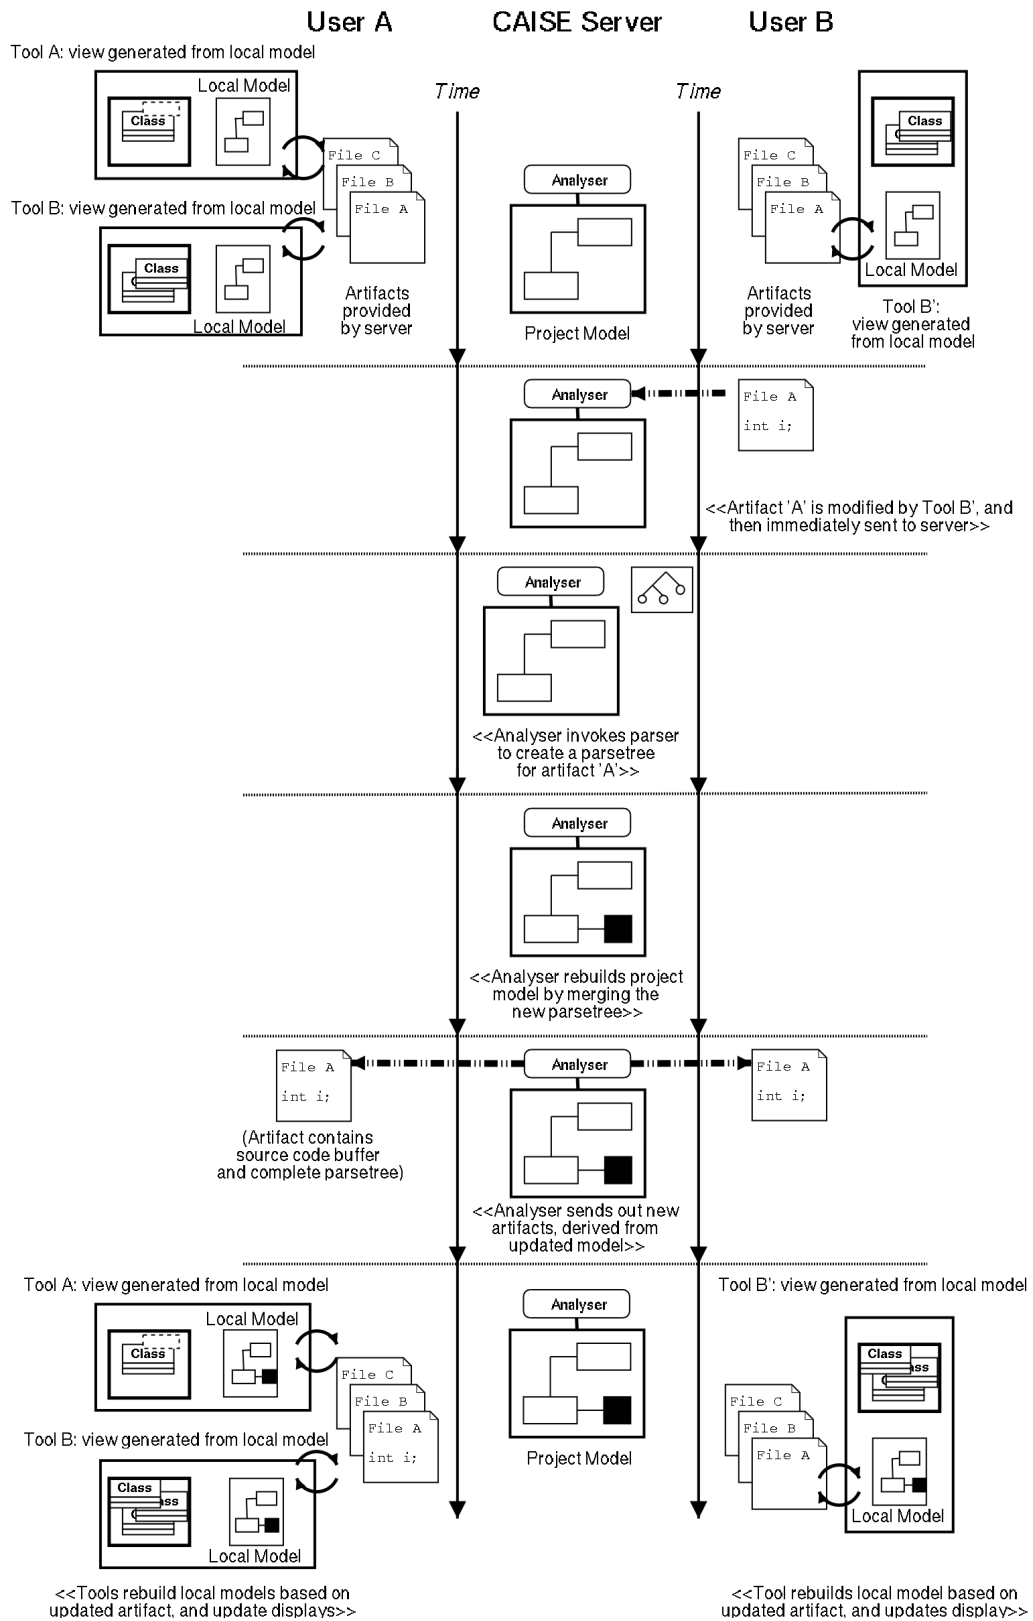 User A
CAISE Server
User B
Tool A: view generated from local model
Local Model
Class
Time
Time
Class
File C
File B
File A
Analyser
File C
File B
File A
Tool B: view generated from local model
Class
Local Model
Artifacts
provided
by server
Project Model
Artifacts
provided
by server
Local Model
Tool B':
view generated
from local model
Analyser
File A
int i;
<<Artifact 'A' is modified by Tool B', and
then immediately sent to server>>
Analyser
<<Analyser invokes parser
to create a parsetree
for artifact 'A'>>
Analyser
<<Analyser rebuilds project
model by merging the
new parsetree>>
File A
int i;
Analyser
File A
int i;
(Artifact contains
source code buffer
and complete parsetree)
<<Analyser sends out new
artifacts, derived from
updated model>>
Tool A: view generated from local model
Local Model
Class
Analyser
Tool B': view generated from local model
Class
ass
File C
File B
File A
int i;
File C
File B
File A
Tool B: view generated from local model
Class
ass
Local Model
Project Model
Local Model
<<Tools rebuild local models based on
updated artifact, and update displays>>
<<Tool rebuilds local model based on
updated artifact, and updates display>>